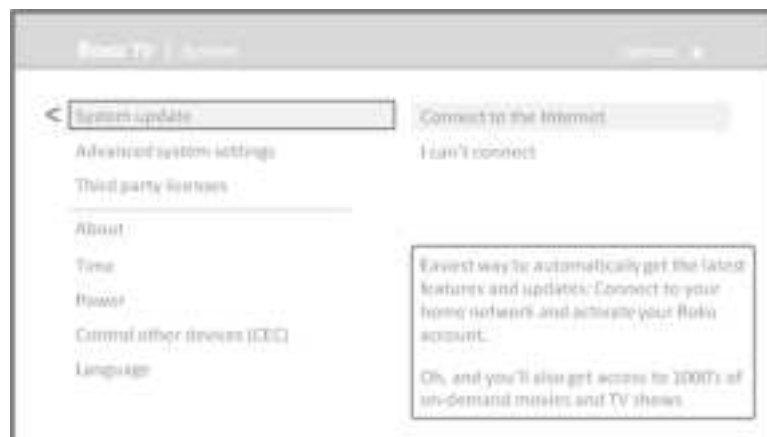 Roku TV | System
<
System update
Advanced system settings
Third party licenses
About
Time
Power
Control other devices (CEC)
Language
Connect to the Internet
I can't connect
Easiest way to automatically get the latest
features and updates: Connect to your
home network and activate your Roku
account.
Oh, and you'll also get access to 1000's of
on-demand movies and TV shows